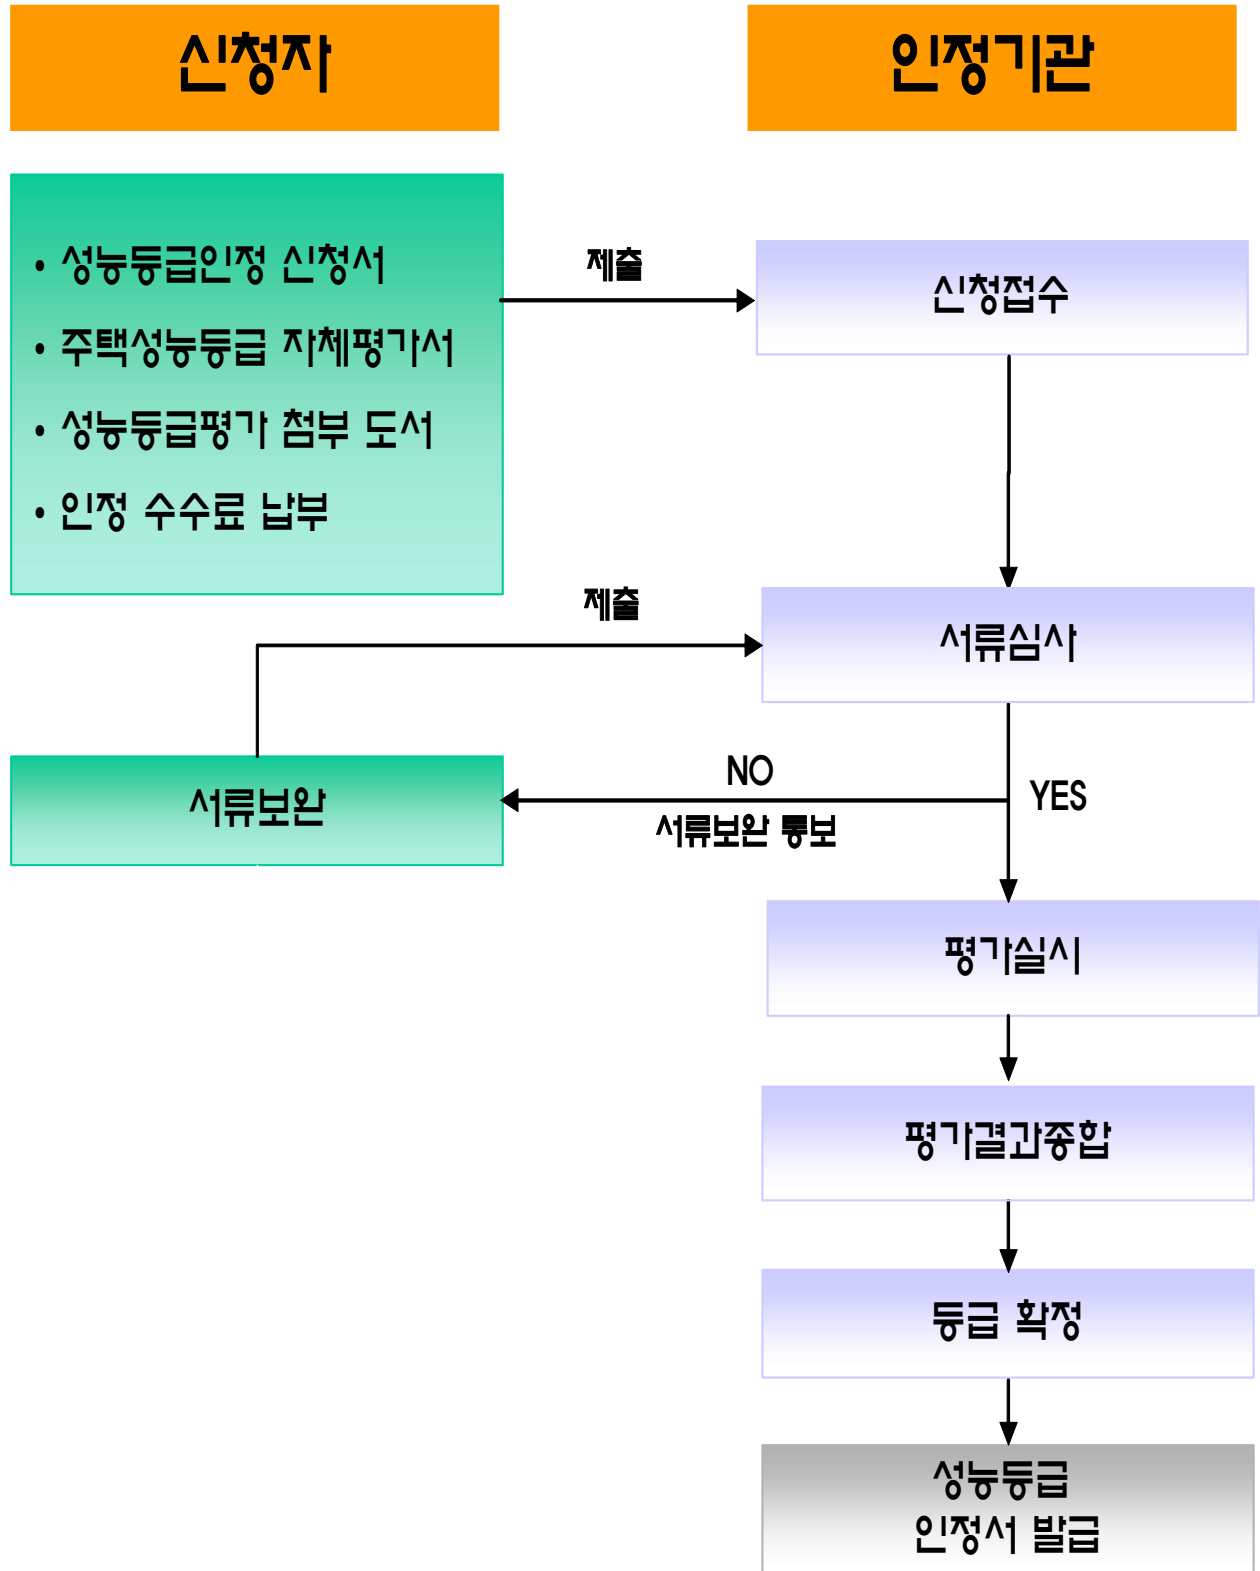 신청자
인정기관
• 성능등급인정 신청서
• 주택성능등급 자체평가서
• 성능등급평가 첨부 도서
• 인정 수수료 납부
제출
신청접수
제출
서류심사
서류보완
NO
서류보완 통보
YES
평가실시
평가결과종합
등급 확정
성능등급
인정서 발급